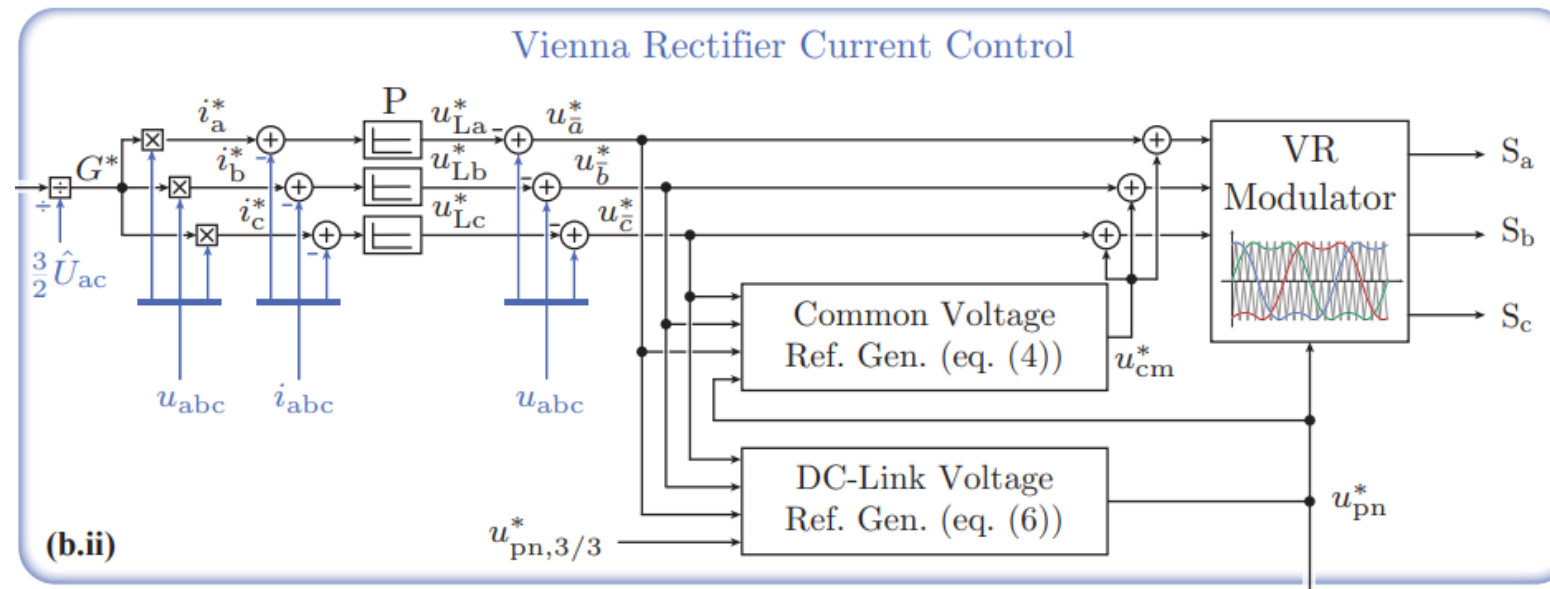 Vienna Rectifier Current Control
P
i*a
u*La
-
u*ā
G*
i*b
u*Lb
-
u*b̄
i*c
u*Lc
-
u*c̄
÷
÷
3/2 Ûac
-
-
-
uabc
iabc
uabc
VR
Modulator
Sa
Sb
Sc
Common Voltage
Ref. Gen. (eq. (4))
u*cm
DC-Link Voltage
Ref. Gen. (eq. (6))
u*pn
u*pn,3/3
(b.ii)